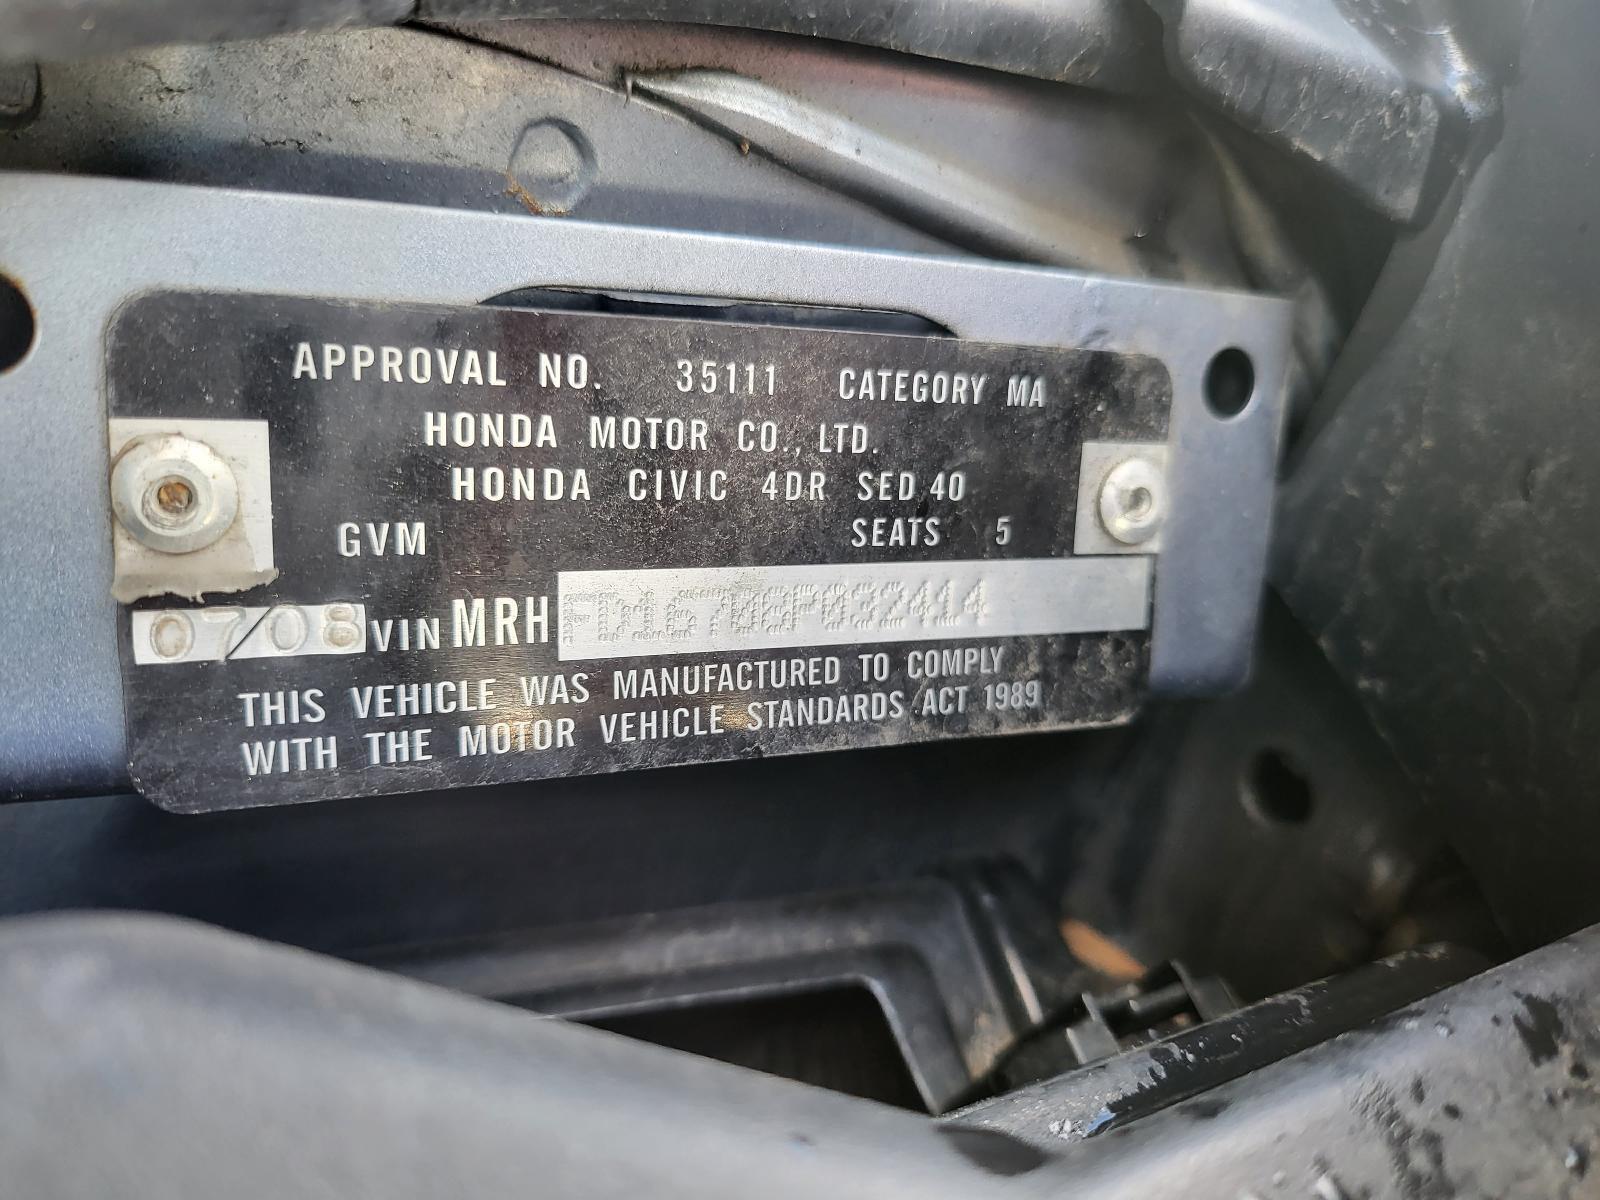 APPROVAL NO. 35111 CATEGORY MA
HONDA MOTOR CO., LTD.
HONDA CIVIC 4DR SED 40
GVM SEATS 5
07/08 VIN MRH FD16708P032414
THIS VEHICLE WAS MANUFACTURED TO COMPLY
WITH THE MOTOR VEHICLE STANDARDS ACT 1989